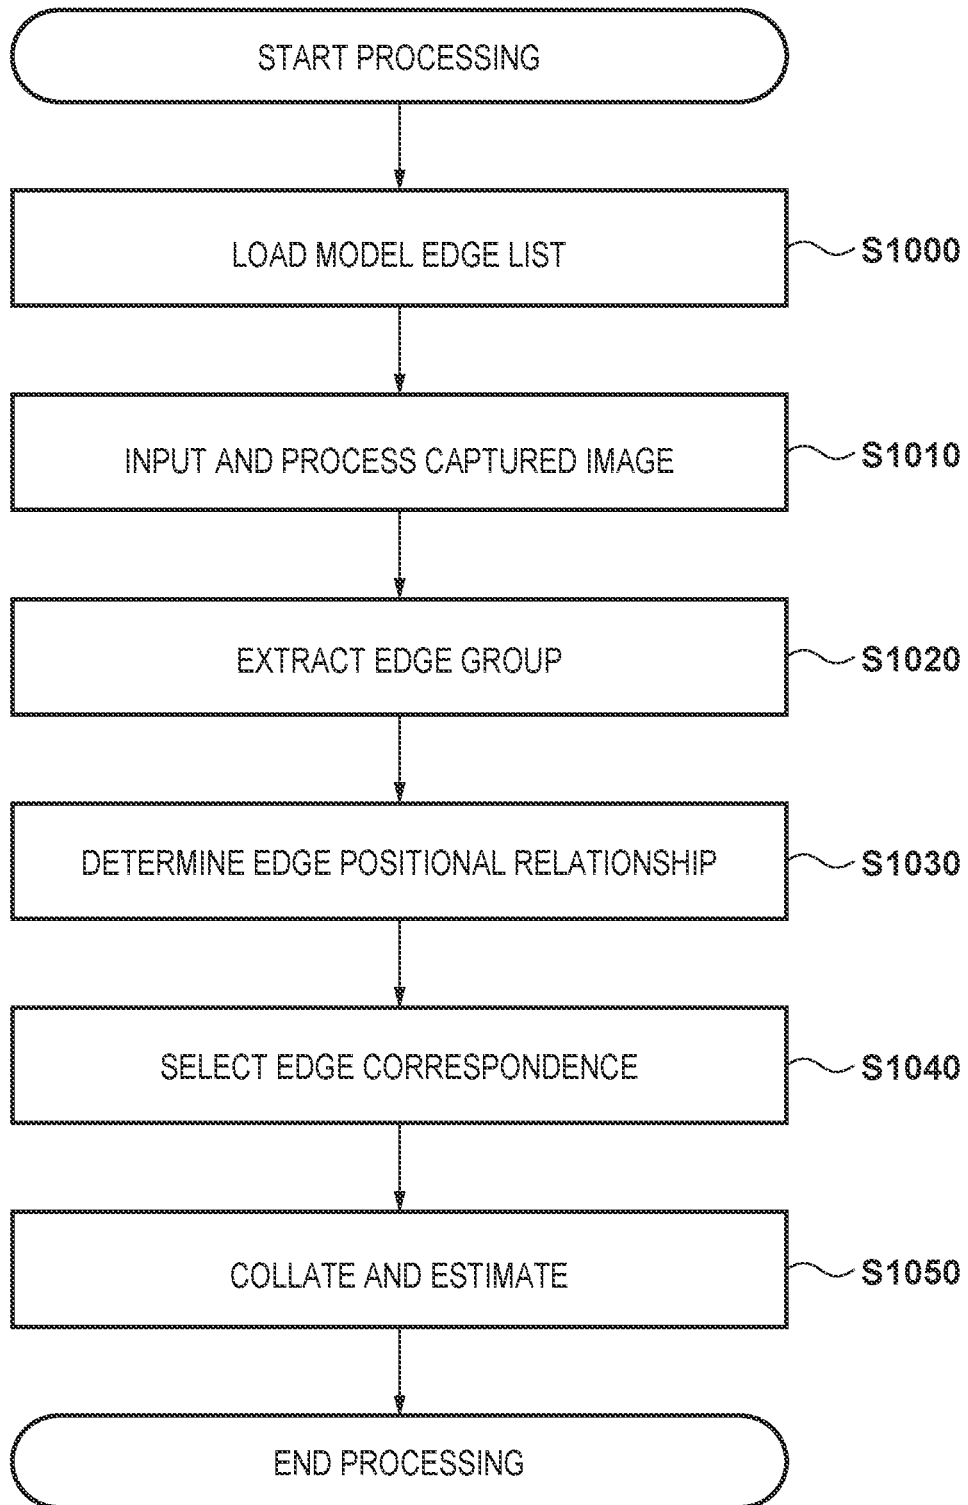 START PROCESSING
LOAD MODEL EDGE LIST
S1000
INPUT AND PROCESS CAPTURED IMAGE
S1010
EXTRACT EDGE GROUP
S1020
DETERMINE EDGE POSITIONAL RELATIONSHIP
S1030
SELECT EDGE CORRESPONDENCE
S1040
COLLATE AND ESTIMATE
S1050
END PROCESSING